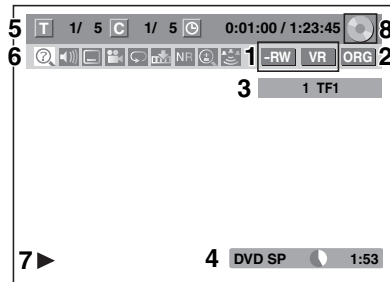 5 T 1/ 5 C 1/ 5 0:01:00 / 1:23:45 8
6 NR 1 -RW VR ORG 2
3 1 TF1
7 4 DVD SP 1:53